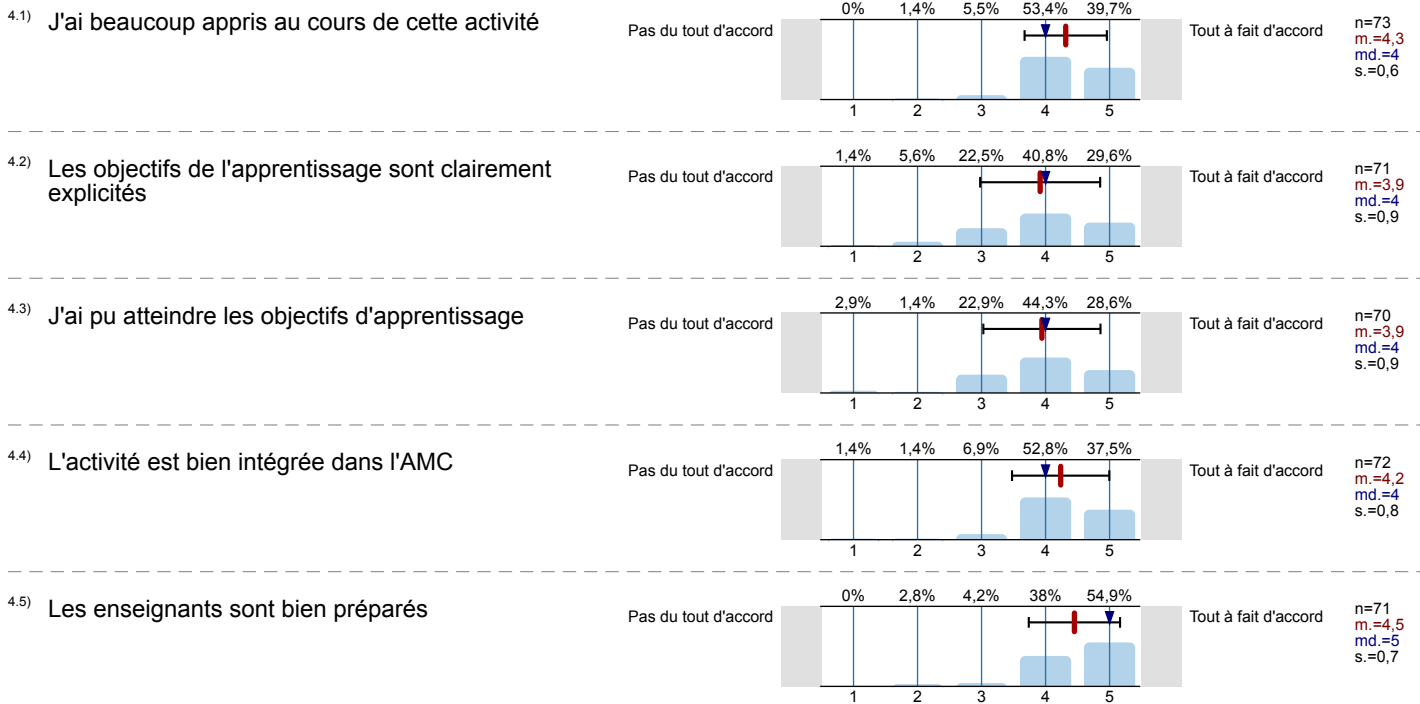 4.1) J'ai beaucoup appris au cours de cette activité
Pas du tout d'accord
0% 1,4% 5,5% 53,4% 39,7%
1 2 3 4 5
Tout à fait d'accord
n=73
m.=4,3
md.=4
s.=0,6
4.2) Les objectifs de l'apprentissage sont clairement
explicités
Pas du tout d'accord
1,4% 5,6% 22,5% 40,8% 29,6%
1 2 3 4 5
Tout à fait d'accord
n=71
m.=3,9
md.=4
s.=0,9
4.3) J'ai pu atteindre les objectifs d'apprentissage
Pas du tout d'accord
2,9% 1,4% 22,9% 44,3% 28,6%
1 2 3 4 5
Tout à fait d'accord
n=70
m.=3,9
md.=4
s.=0,9
4.4) L'activité est bien intégrée dans l'AMC
Pas du tout d'accord
1,4% 1,4% 6,9% 52,8% 37,5%
1 2 3 4 5
Tout à fait d'accord
n=72
m.=4,2
md.=4
s.=0,8
4.5) Les enseignants sont bien préparés
Pas du tout d'accord
0% 2,8% 4,2% 38% 54,9%
1 2 3 4 5
Tout à fait d'accord
n=71
m.=4,5
md.=5
s.=0,7